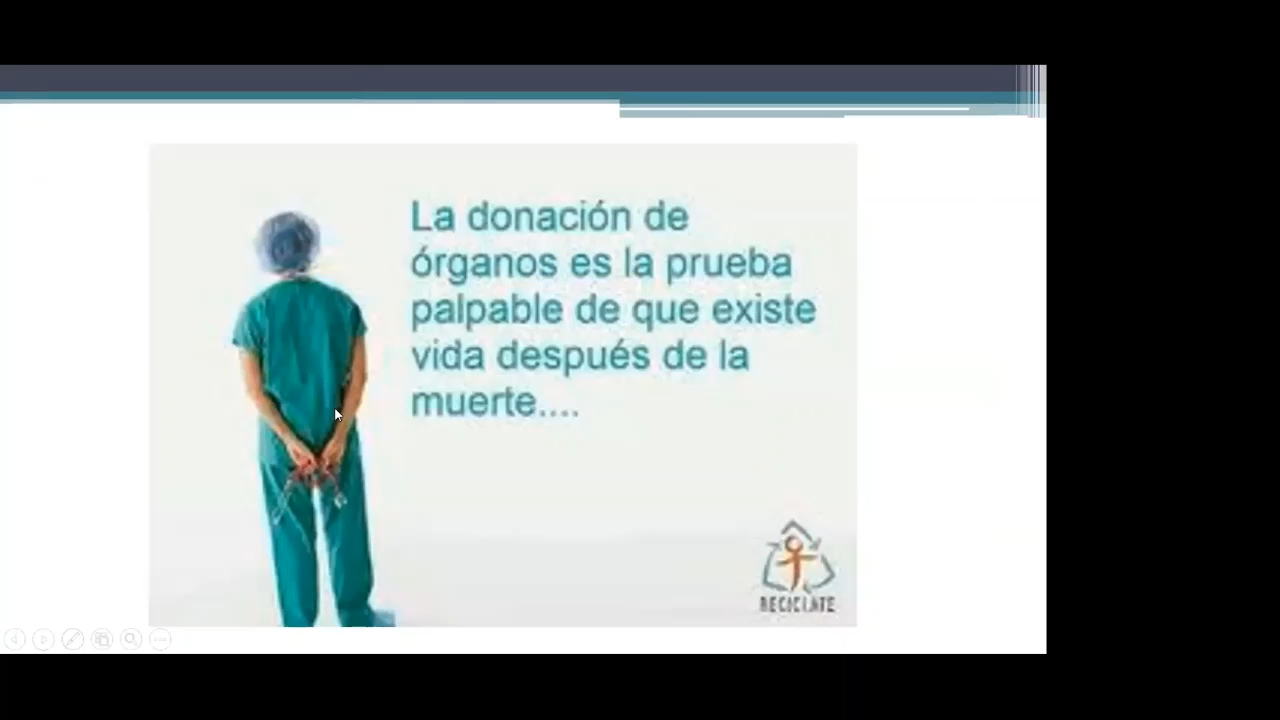 La donación de
órganos es la prueba
palpable de que existe
vida después de la
muerte....
RECICLATE